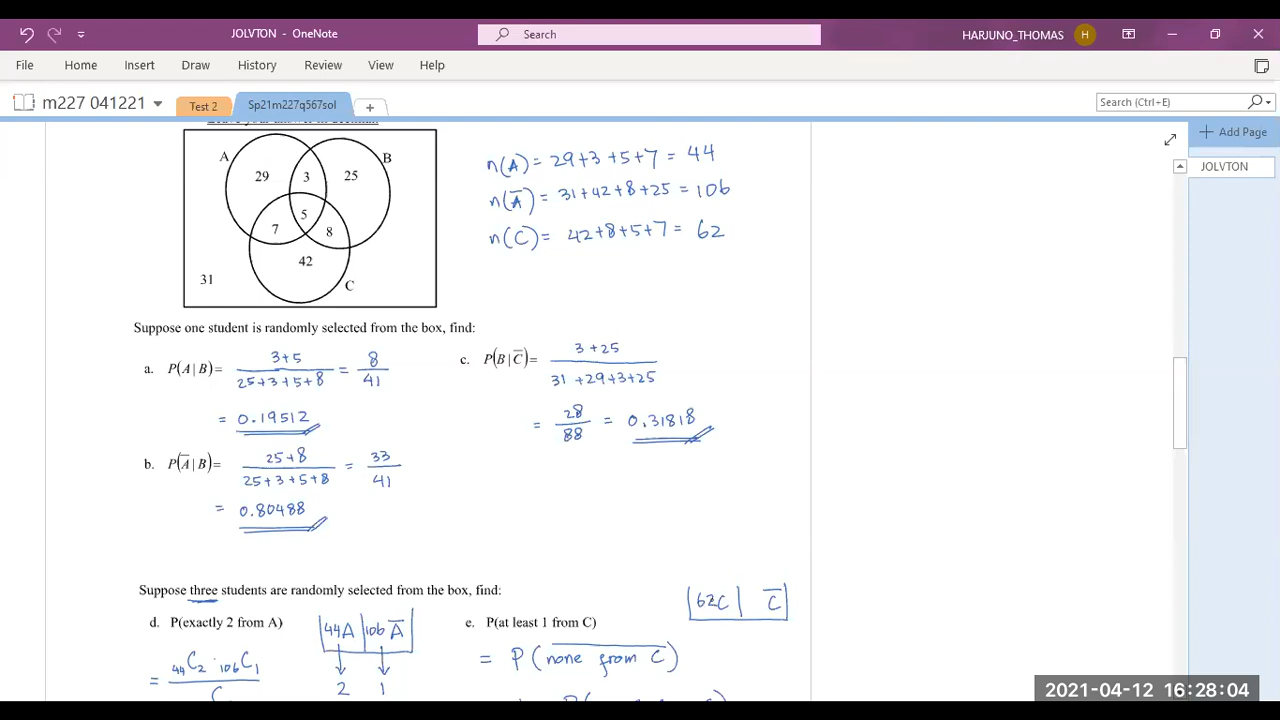 JOLVTON - OneNote
Search
HARJUNO_THOMAS
H
File Home Insert Draw History Review View Help
m227 041221
Test 2
Sp21m227q567sol
Search (Ctrl+E)
Add Page
JOLVTON
A
B
C
29
3
25
5
7
8
42
31
n(A) = 29+3+5+7 = 44
n(A̅) = 31+42+8+25 = 106
n(C) = 42+8+5+7 = 62
Suppose one student is randomly selected from the box, find:
a. P(A | B) = (3+5)/(25+3+5+8) = 8/41
= 0.19512
b. P(A̅ | B) = (25+8)/(25+3+5+8) = 33/41
= 0.80488
c. P(B | C̅) = (3+25)/(31+29+3+25)
= 28/88 = 0.31818
Suppose three students are randomly selected from the box, find:
d. P(exactly 2 from A)
44A 106 A̅
2 1
= ₄₄C₂ · ₁₀₆C₁
e. P(at least 1 from C)
62C C̅
= P(none from C)
2021-04-12 16:28:04